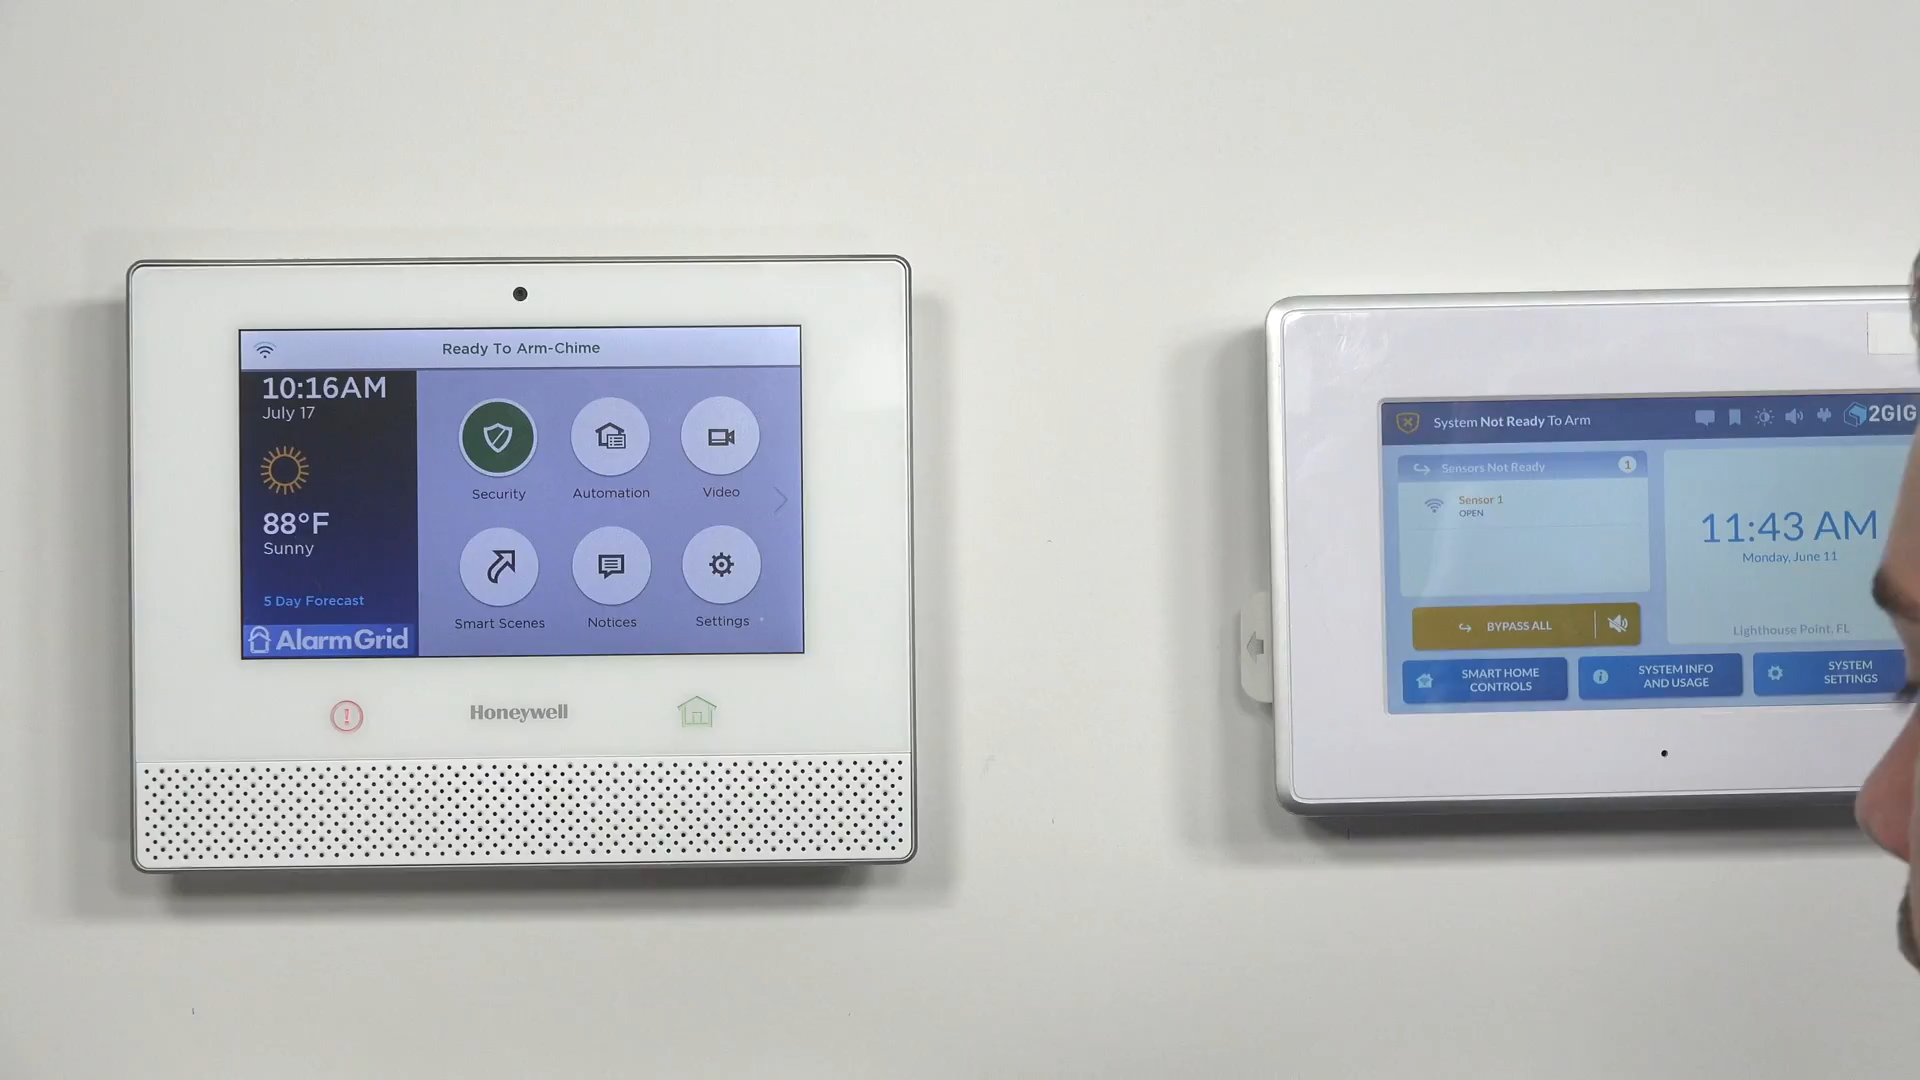 Ready To Arm-Chime
10:16AM
July 17
88°F
Sunny
5 Day Forecast
AlarmGrid
Security
Automation
Video
Smart Scenes
Notices
Settings
Honeywell
System Not Ready To Arm
2GIG
Sensors Not Ready
1
Sensor 1
OPEN
BYPASS ALL
11:43 AM
Monday, June 11
Lighthouse Point, FL
SMART HOME
CONTROLS
SYSTEM INFO
AND USAGE
SYSTEM
SETTINGS